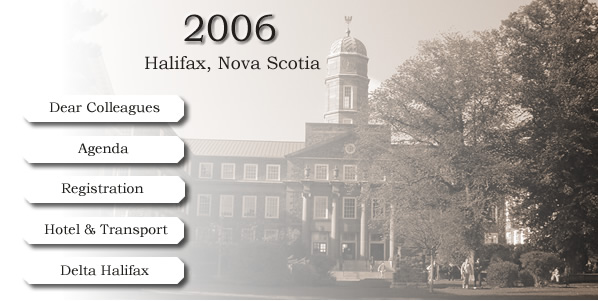 2006
Halifax, Nova Scotia
Dear Colleagues
Agenda
Registration
Hotel & Transport
Delta Halifax